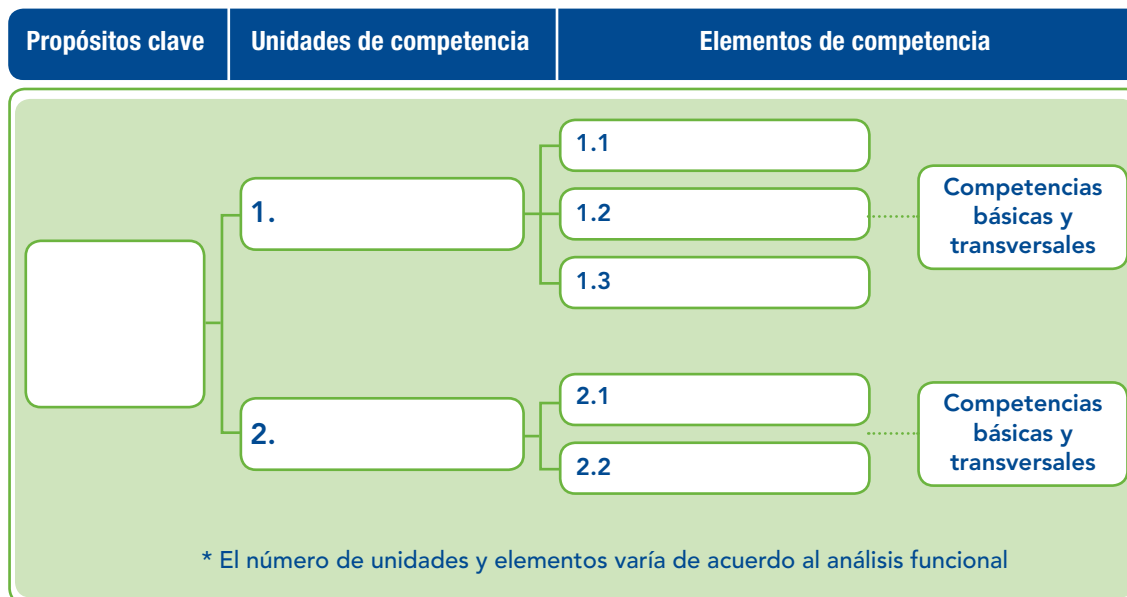 Propósitos clave
Unidades de competencia
Elementos de competencia
1.
1.1
1.2
1.3
Competencias
básicas y
transversales
2.
2.1
2.2
Competencias
básicas y
transversales
* El número de unidades y elementos varía de acuerdo al análisis funcional